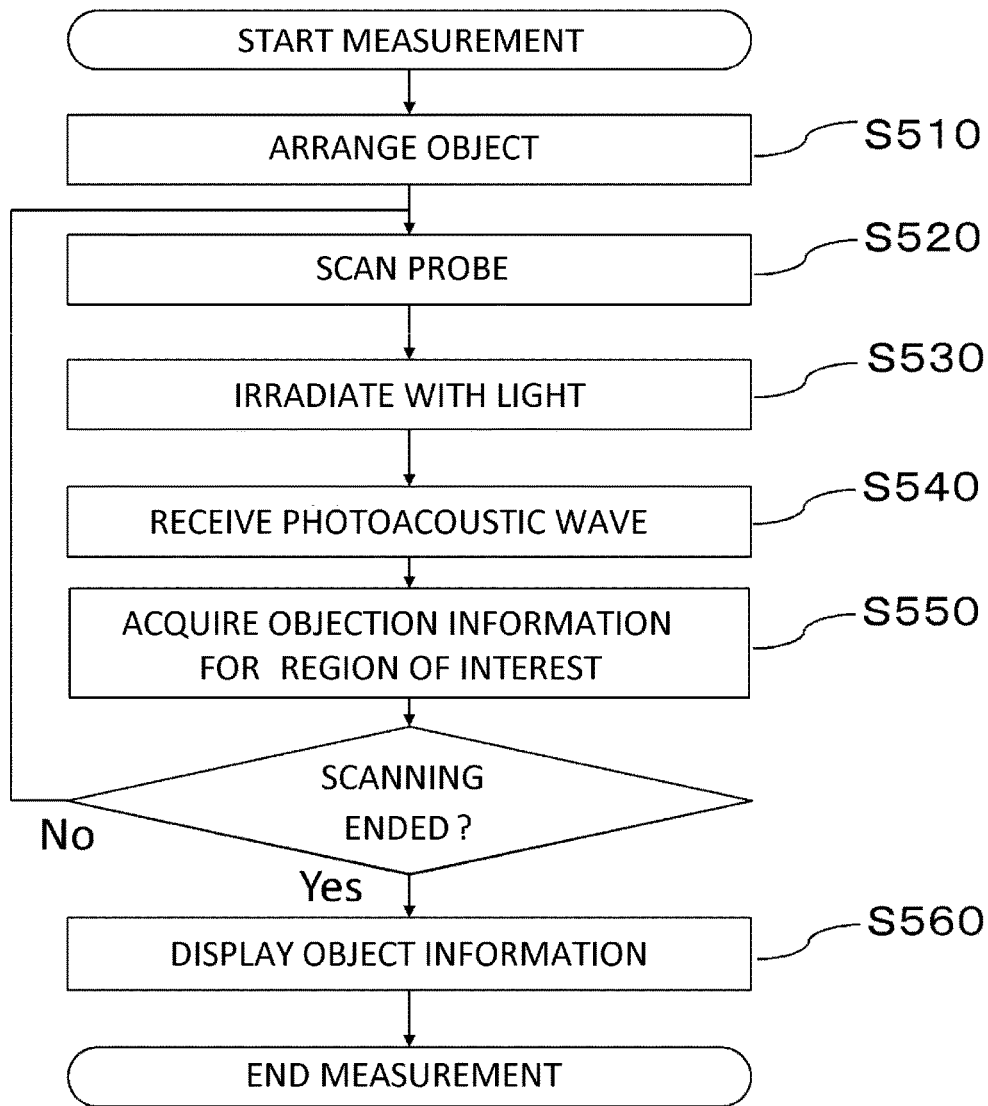 START MEASUREMENT
ARRANGE OBJECT
S510
SCAN PROBE
S520
IRRADIATE WITH LIGHT
S530
RECEIVE PHOTOACOUSTIC WAVE
S540
ACQUIRE OBJECTION INFORMATION
FOR REGION OF INTEREST
S550
SCANNING
ENDED ?
No
Yes
DISPLAY OBJECT INFORMATION
S560
END MEASUREMENT